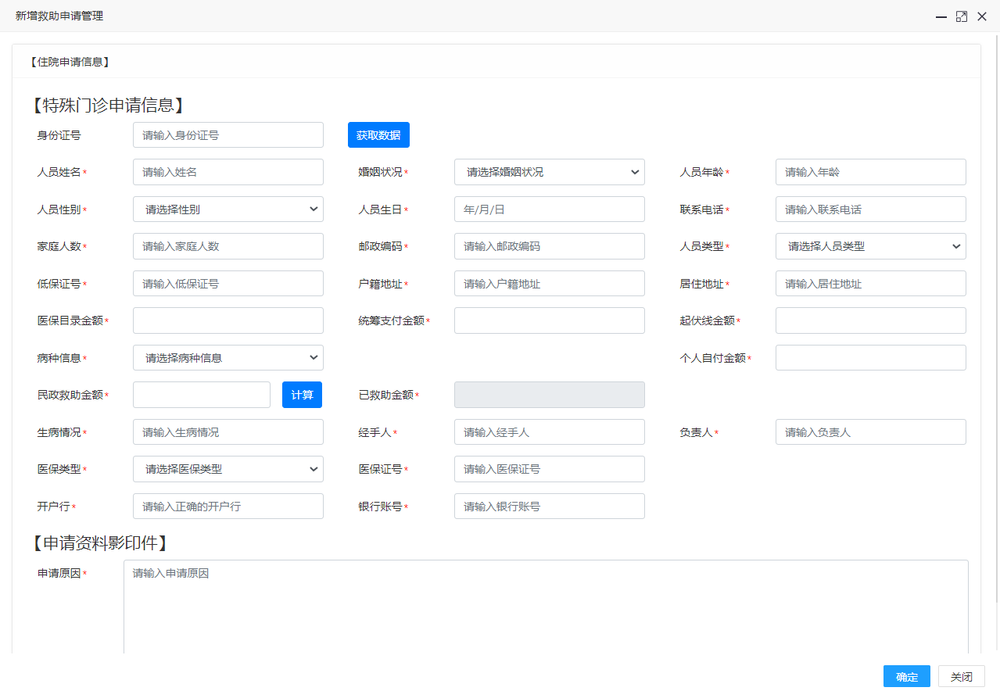 新增救助申请管理
【住院申请信息】
【特殊门诊申请信息】
身份证号 请输入身份证号 获取数据
人员姓名* 请输入姓名 婚姻状况* 请选择婚姻状况 人员年龄* 请输入年龄
人员性别* 请选择性别 人员生日* 年/月/日 联系电话* 请输入联系电话
家庭人数* 请输入家庭人数 邮政编码* 请输入邮政编码 人员类型* 请选择人员类型
低保证号* 请输入低保证号 户籍地址* 请输入户籍地址 居住地址* 请输入居住地址
医保目录金额* 统筹支付金额* 起伏线金额*
病种信息* 请选择病种信息 个人自付金额*
民政救助金额* 计算 已救助金额*
生病情况* 请输入生病情况 经手人* 请输入经手人 负责人* 请输入负责人
医保类型* 请选择医保类型 医保证号* 请输入医保证号
开户行* 请输入正确的开户行 银行账号* 请输入银行账号
【申请资料影印件】
申请原因* 请输入申请原因
确定 关闭